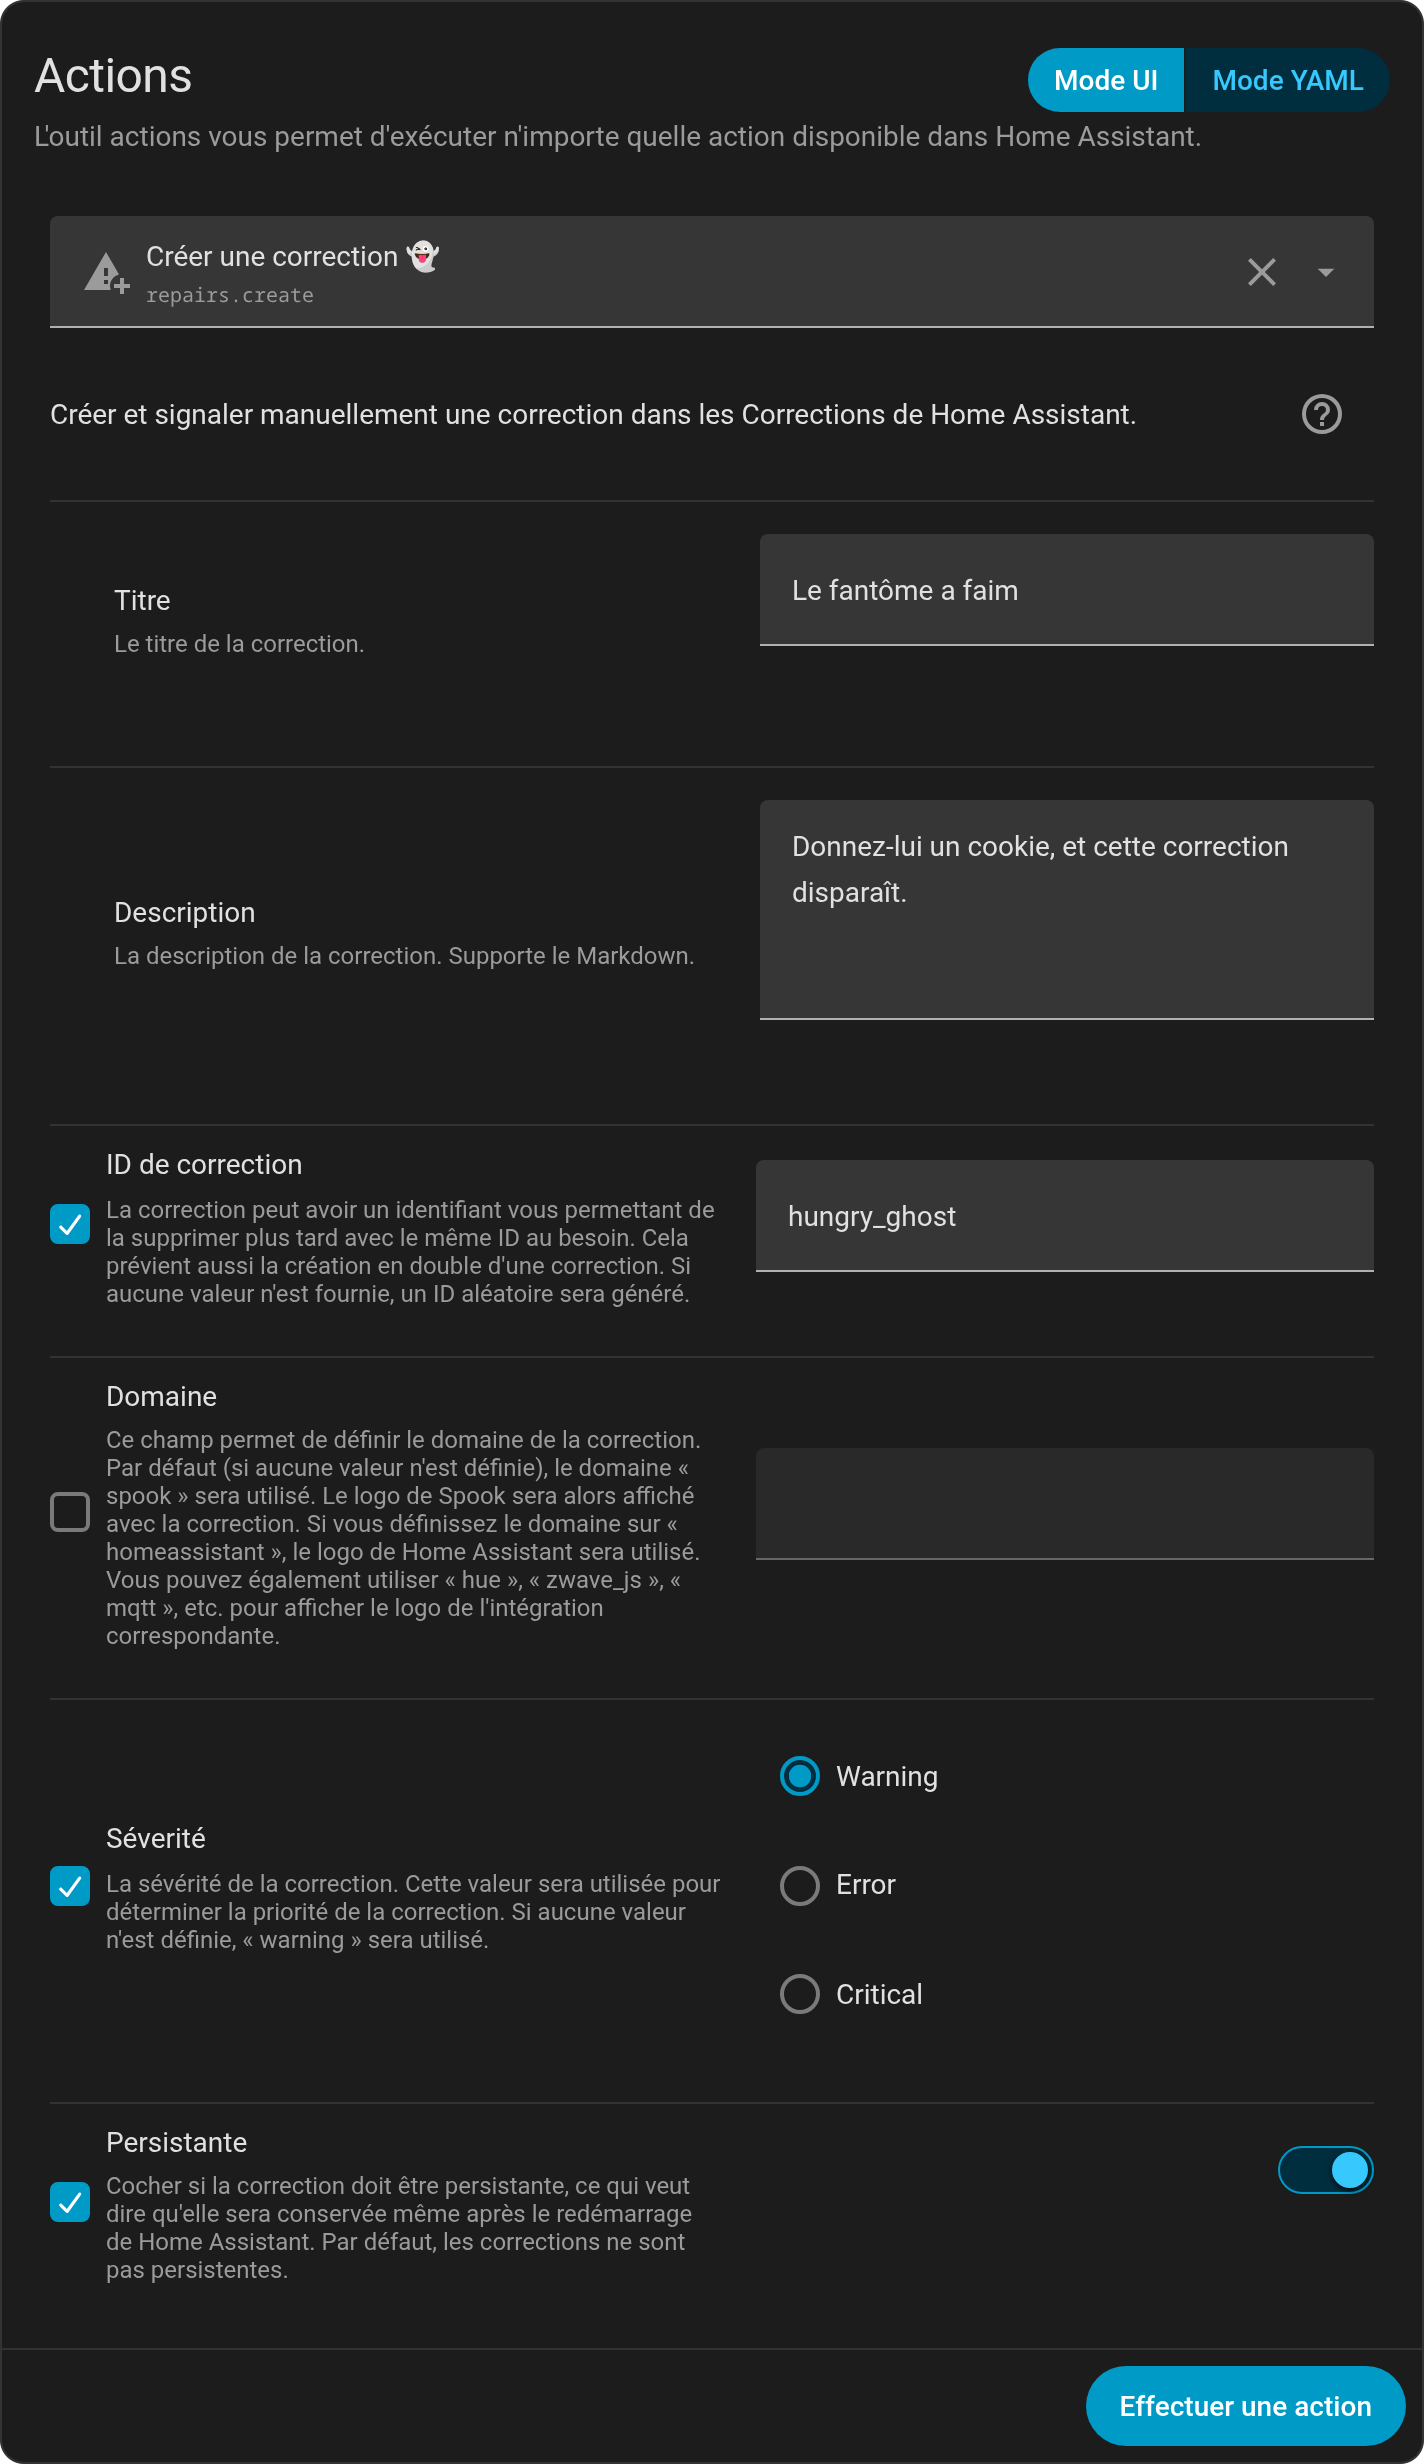 Actions
Mode UI
Mode YAML
L'outil actions vous permet d'exécuter n'importe quelle action disponible dans Home Assistant.
Créer une correction 👻
repairs.create
Créer et signaler manuellement une correction dans les Corrections de Home Assistant.
Titre
Le titre de la correction.
Le fantôme a faim
Description
La description de la correction. Supporte le Markdown.
Donnez-lui un cookie, et cette correction
disparaît.
ID de correction
La correction peut avoir un identifiant vous permettant de
la supprimer plus tard avec le même ID au besoin. Cela
prévient aussi la création en double d'une correction. Si
aucune valeur n'est fournie, un ID aléatoire sera généré.
hungry_ghost
Domaine
Ce champ permet de définir le domaine de la correction.
Par défaut (si aucune valeur n'est définie), le domaine «
spook » sera utilisé. Le logo de Spook sera alors affiché
avec la correction. Si vous définissez le domaine sur «
homeassistant », le logo de Home Assistant sera utilisé.
Vous pouvez également utiliser « hue », « zwave_js », «
mqtt », etc. pour afficher le logo de l'intégration
correspondante.
Séverité
La sévérité de la correction. Cette valeur sera utilisée pour
déterminer la priorité de la correction. Si aucune valeur
n'est définie, « warning » sera utilisé.
Warning
Error
Critical
Persistante
Cocher si la correction doit être persistante, ce qui veut
dire qu'elle sera conservée même après le redémarrage
de Home Assistant. Par défaut, les corrections ne sont
pas persistentes.
Effectuer une action